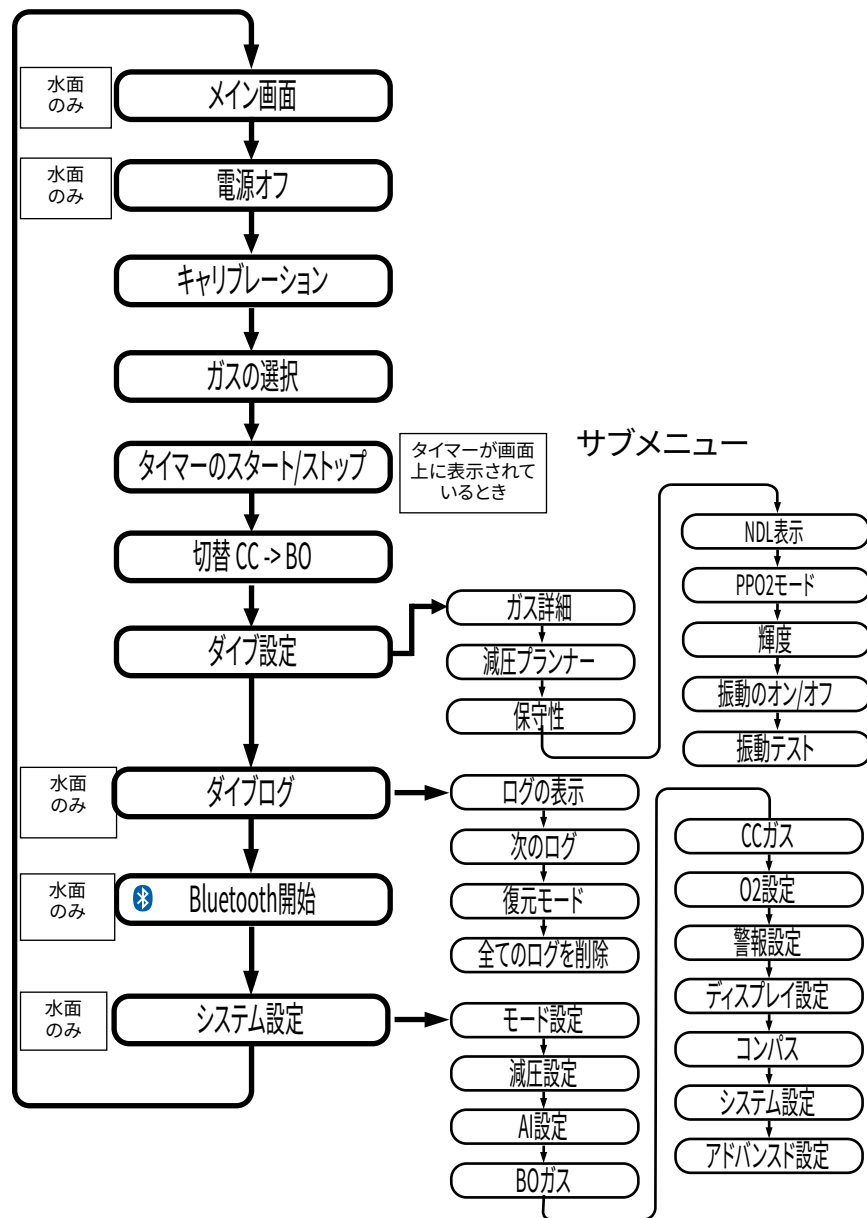 水面
のみ
メイン画面
水面
のみ
電源オフ
キャリブレーション
ガスの選択
タイマーのスタート/ストップ
タイマーが画面
上に表示されて
いるとき
切替 CC -> BO
ダイブ設定
サブメニュー
ガス詳細
減圧プランナー
保守性
NDL表示
PPO2モード
輝度
振動のオン/オフ
振動テスト
水面
のみ
ダイブログ
ログの表示
次のログ
復元モード
全てのログを削除
水面
のみ
Bluetooth開始
水面
のみ
システム設定
モード設定
減圧設定
AI設定
BOガス
CCガス
O2設定
警報設定
ディスプレイ設定
コンパス
システム設定
アドバンスド設定